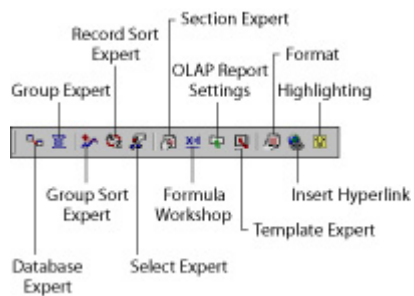 Section Expert
Record Sort
Expert
Format
OLAP Report
Settings
Group Expert
Highlighting
Group Sort
Expert
Formula
Workshop
Insert Hyperlink
Template Expert
Database
Expert
Select Expert